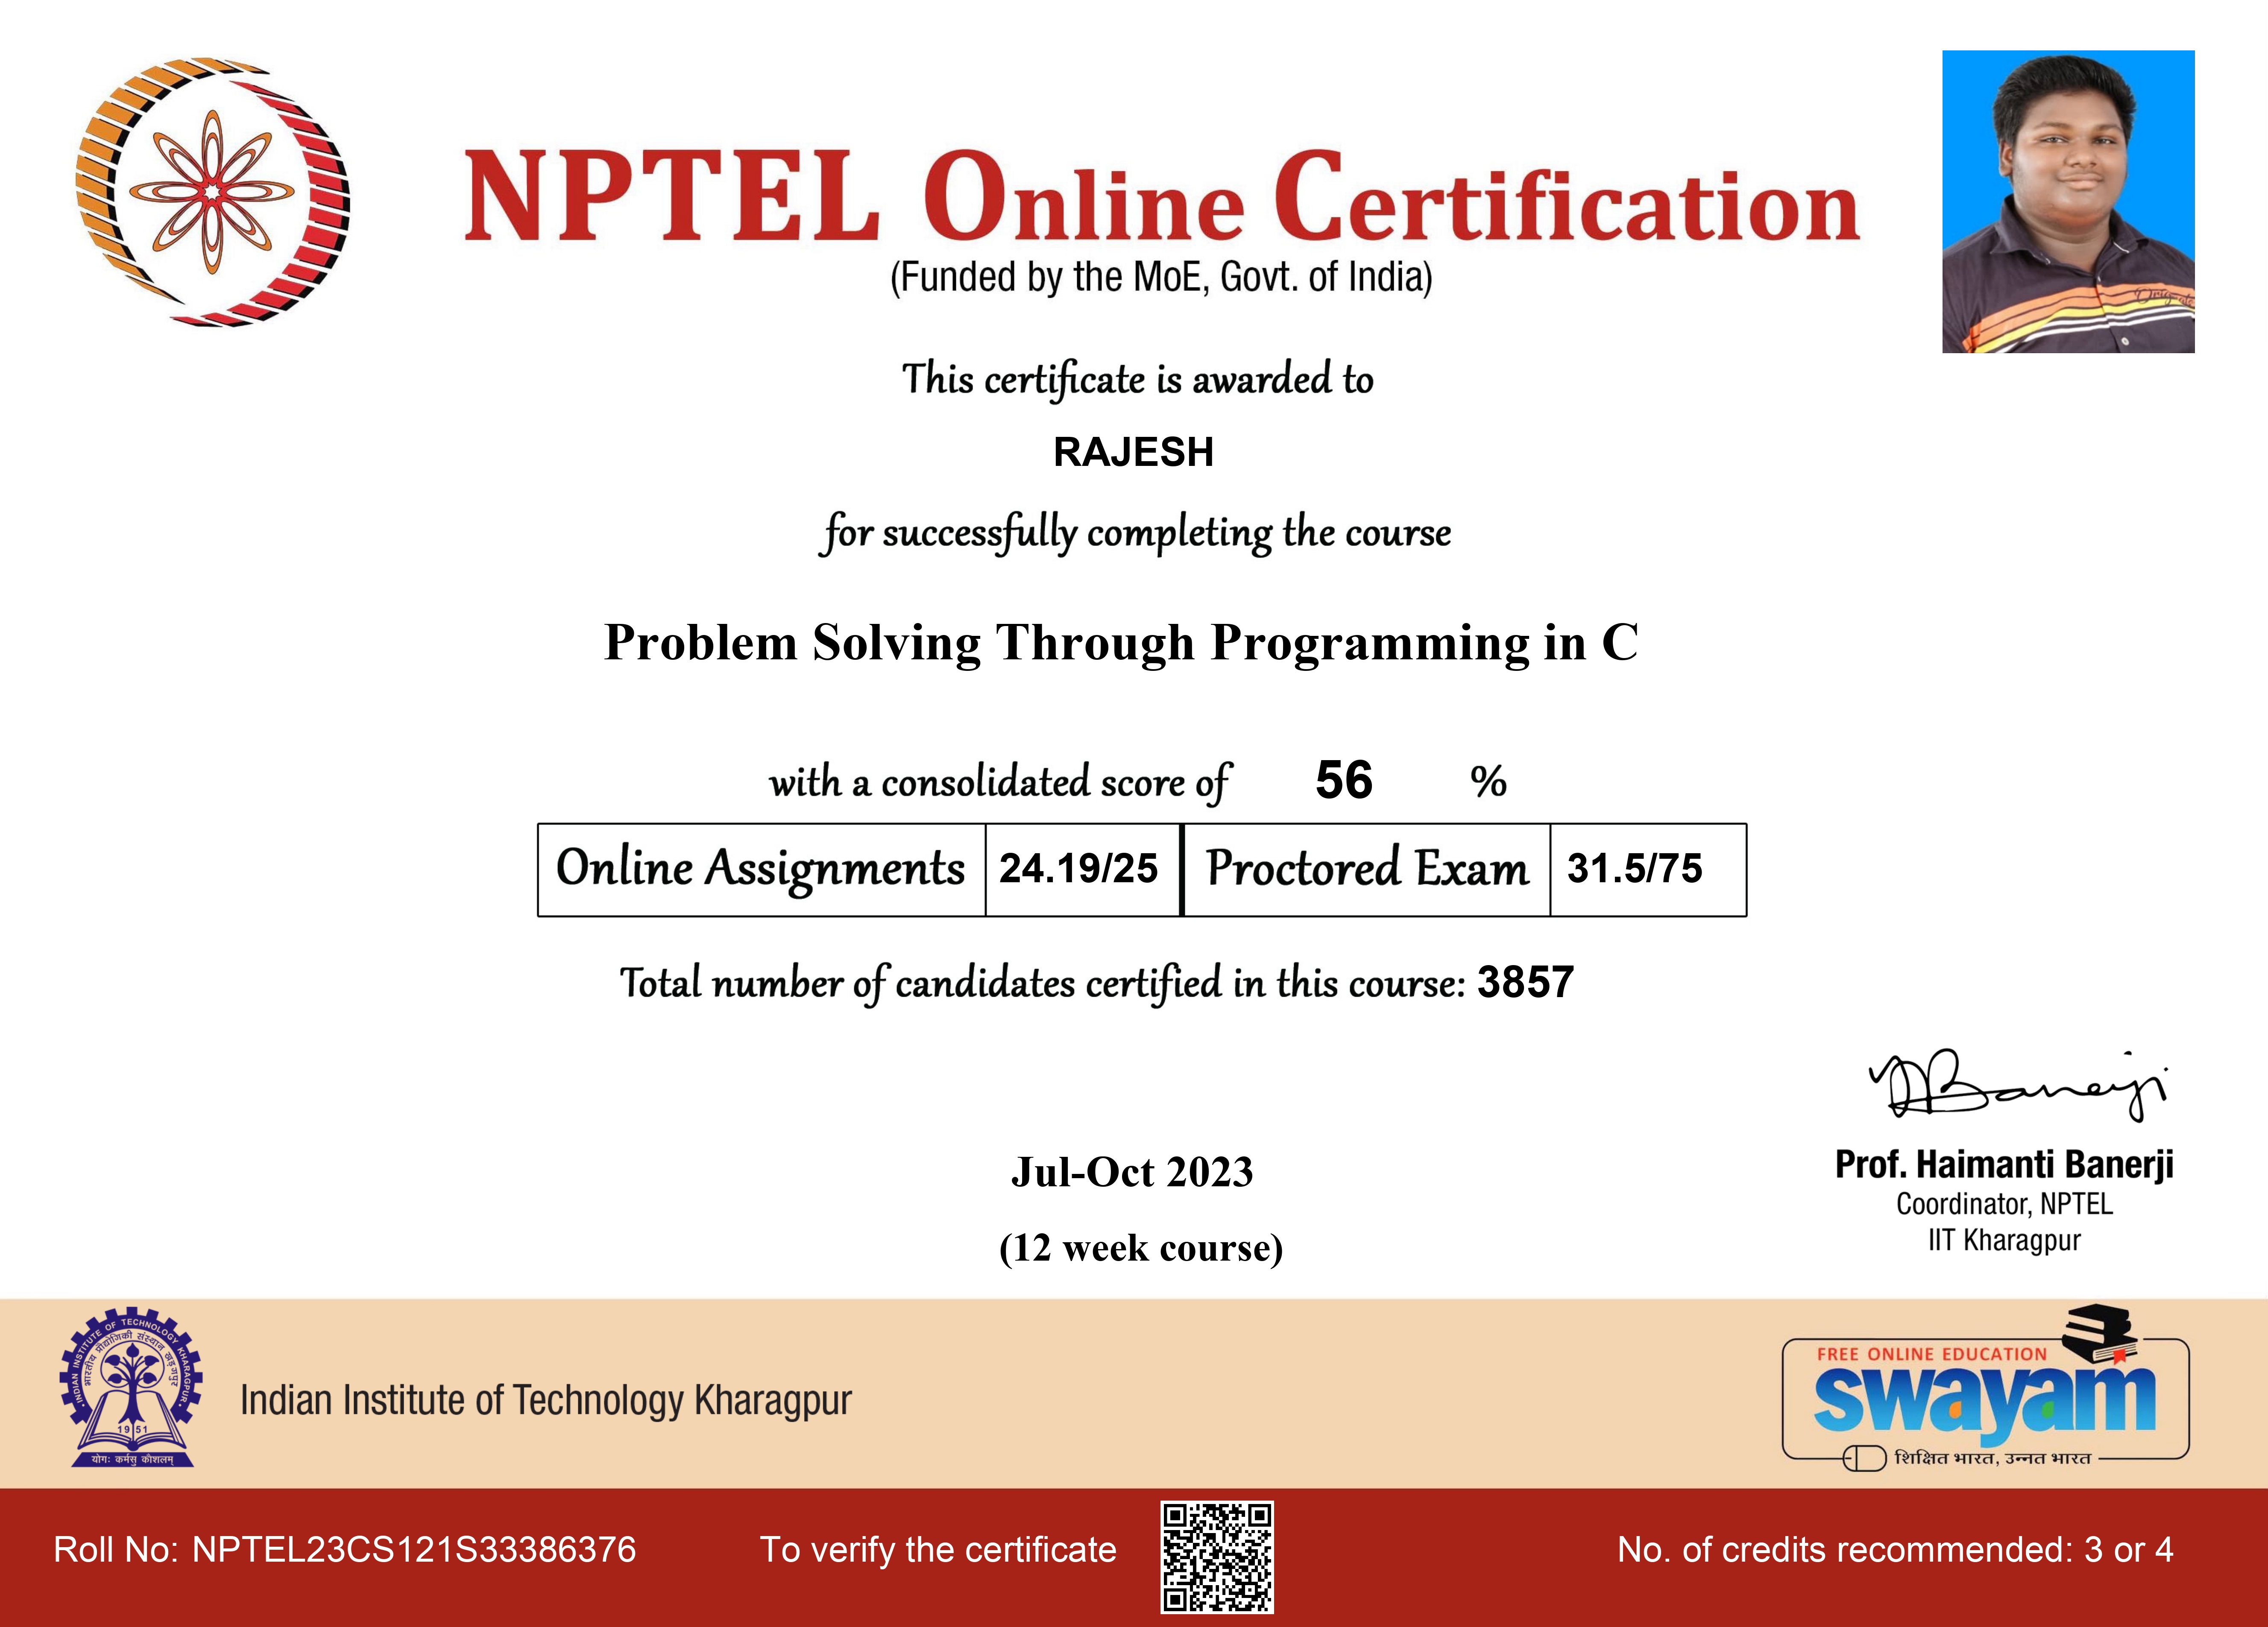 NPTEL Online Certification
(Funded by the MoE, Govt. of India)
Orig
This certificate is awarded to
RAJESH
for successfully completing the course
Problem Solving Through Programming in C
with a consolidated score of 56 %
Online Assignments 24.19/25 Proctored Exam 31.5/75
Total number of candidates certified in this course: 3857
Banerji
Jul-Oct 2023
(12 week course)
Prof. Haimanti Banerji
Coordinator, NPTEL
IIT Kharagpur
INDIAN INSTITUTE OF TECHNOLOGY KHARAGPUR
भारतीय प्रौद्योगिकी संस्थान खड़गपुर
1951
योगः कर्मसु कौशलम्
Indian Institute of Technology Kharagpur
FREE ONLINE EDUCATION
swayam
शिक्षित भारत, उन्नत भारत
Roll No: NPTEL23CS121S33386376
To verify the certificate
No. of credits recommended: 3 or 4